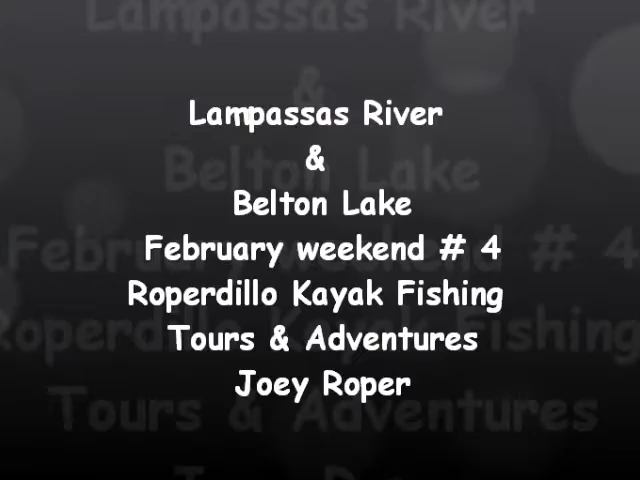 Lampassas River
&
Belton Lake
February weekend # 4
Roperdillo Kayak Fishing
Tours & Adventures
Joey Roper